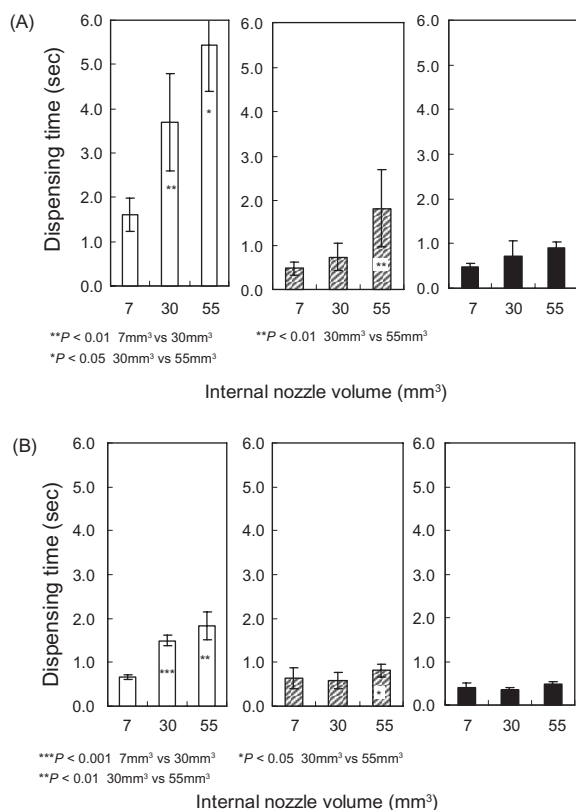 (A)
Dispensing time (sec)
6.0
5.0
4.0
3.0
2.0
1.0
0.0
**
*
7 30 55
6.0
5.0
4.0
3.0
2.0
1.0
0.0
**
7 30 55
6.0
5.0
4.0
3.0
2.0
1.0
0.0
7 30 55
**P < 0.01 7mm³ vs 30mm³
*P < 0.05 30mm³ vs 55mm³
**P < 0.01 30mm³ vs 55mm³
Internal nozzle volume (mm³)
(B)
Dispensing time (sec)
6.0
5.0
4.0
3.0
2.0
1.0
0.0
***
**
7 30 55
6.0
5.0
4.0
3.0
2.0
1.0
0.0
*
7 30 55
6.0
5.0
4.0
3.0
2.0
1.0
0.0
7 30 55
***P < 0.001 7mm³ vs 30mm³
**P < 0.01 30mm³ vs 55mm³
*P < 0.05 30mm³ vs 55mm³
Internal nozzle volume (mm³)